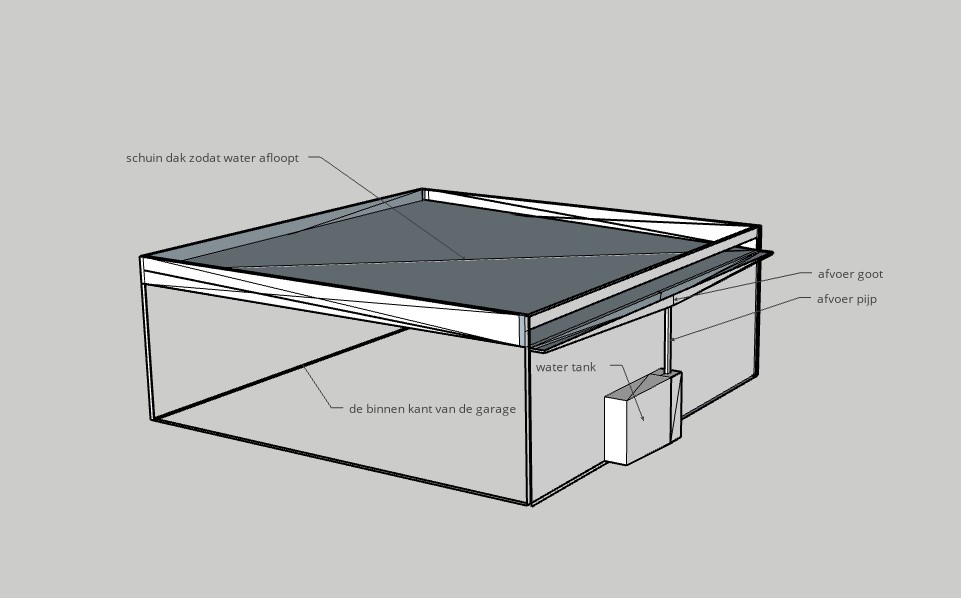 schuin dak zodat water afloopt
afvoer goot
afvoer pijp
water tank
de binnen kant van de garage